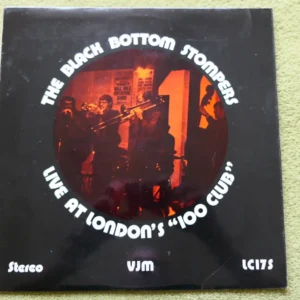 THE BLACK BOTTOM STOMPERS
LIVE AT LONDON'S "100 CLUB"
Stereo VJM LC17S